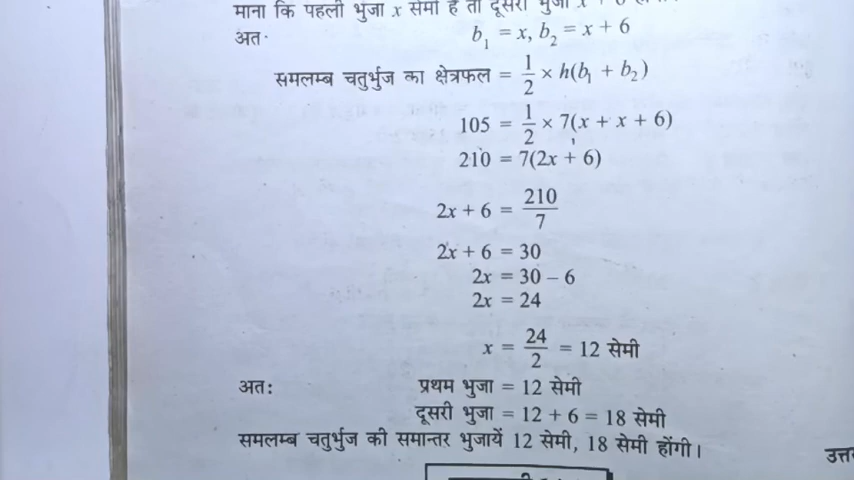 माना कि पहली भुजा x सेमी है तो दूसरी भुजा x + 6
अतः b₁ = x, b₂ = x + 6
समलम्ब चतुर्भुज का क्षेत्रफल = 1/2 × h(b₁ + b₂)
105 = 1/2 × 7(x + x + 6)
210 = 7(2x + 6)
2x + 6 = 210/7
2x + 6 = 30
2x = 30 – 6
2x = 24
x = 24/2 = 12 सेमी
अतः प्रथम भुजा = 12 सेमी
दूसरी भुजा = 12 + 6 = 18 सेमी
समलम्ब चतुर्भुज की समान्तर भुजायें 12 सेमी, 18 सेमी होंगी।